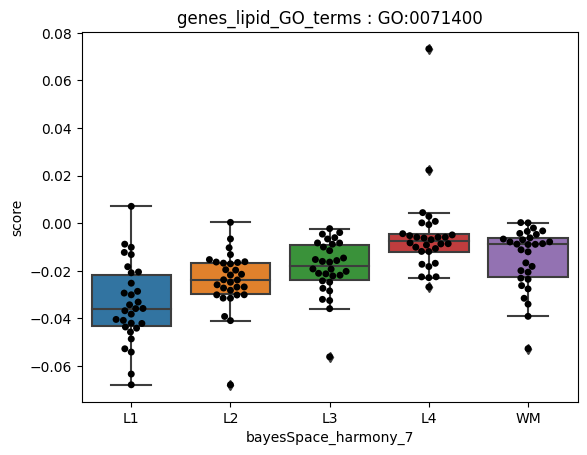 genes_lipid_GO_terms : GO:0071400
0.08
0.06
0.04
0.02
0.00
−0.02
−0.04
−0.06
score
L1 L2 L3 L4 WM
bayesSpace_harmony_7